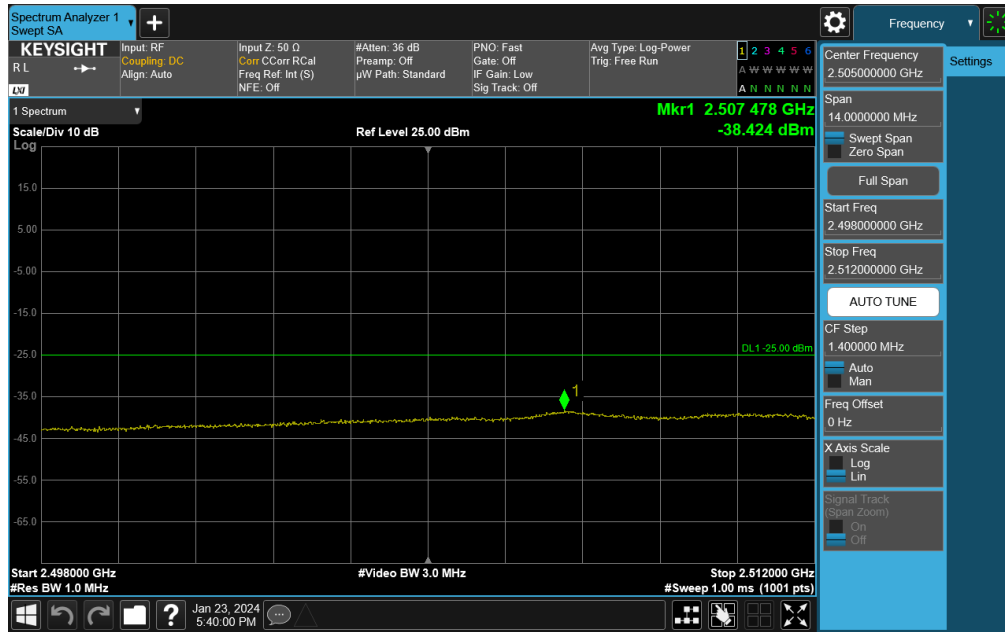 Spectrum Analyzer 1
Swept SA
Frequency
KEYSIGHT
R L
LXI
Input: RF
Coupling: DC
Align: Auto
Input Z: 50 Ω
Corr CCorr RCal
Freq Ref: Int (S)
NFE: Off
#Atten: 36 dB
Preamp: Off
µW Path: Standard
PNO: Fast
Gate: Off
IF Gain: Low
Sig Track: Off
Avg Type: Log-Power
Trig: Free Run
1 2 3 4 5 6
A W W W W W
A N N N N N
1 Spectrum
Mkr1 2.507 478 GHz
-38.424 dBm
Scale/Div 10 dB
Ref Level 25.00 dBm
Log
15.0
5.00
-5.00
-15.0
-25.0
DL1 -25.00 dBm
-35.0
1
-45.0
-55.0
-65.0
Start 2.498000 GHz
#Video BW 3.0 MHz
Stop 2.512000 GHz
#Res BW 1.0 MHz
#Sweep 1.00 ms (1001 pts)
Jan 23, 2024
5:40:00 PM
Center Frequency
2.505000000 GHz
Settings
Span
14.0000000 MHz
Swept Span
Zero Span
Full Span
Start Freq
2.498000000 GHz
Stop Freq
2.512000000 GHz
AUTO TUNE
CF Step
1.400000 MHz
Auto
Man
Freq Offset
0 Hz
X Axis Scale
Log
Lin
Signal Track
(Span Zoom)
On
Off